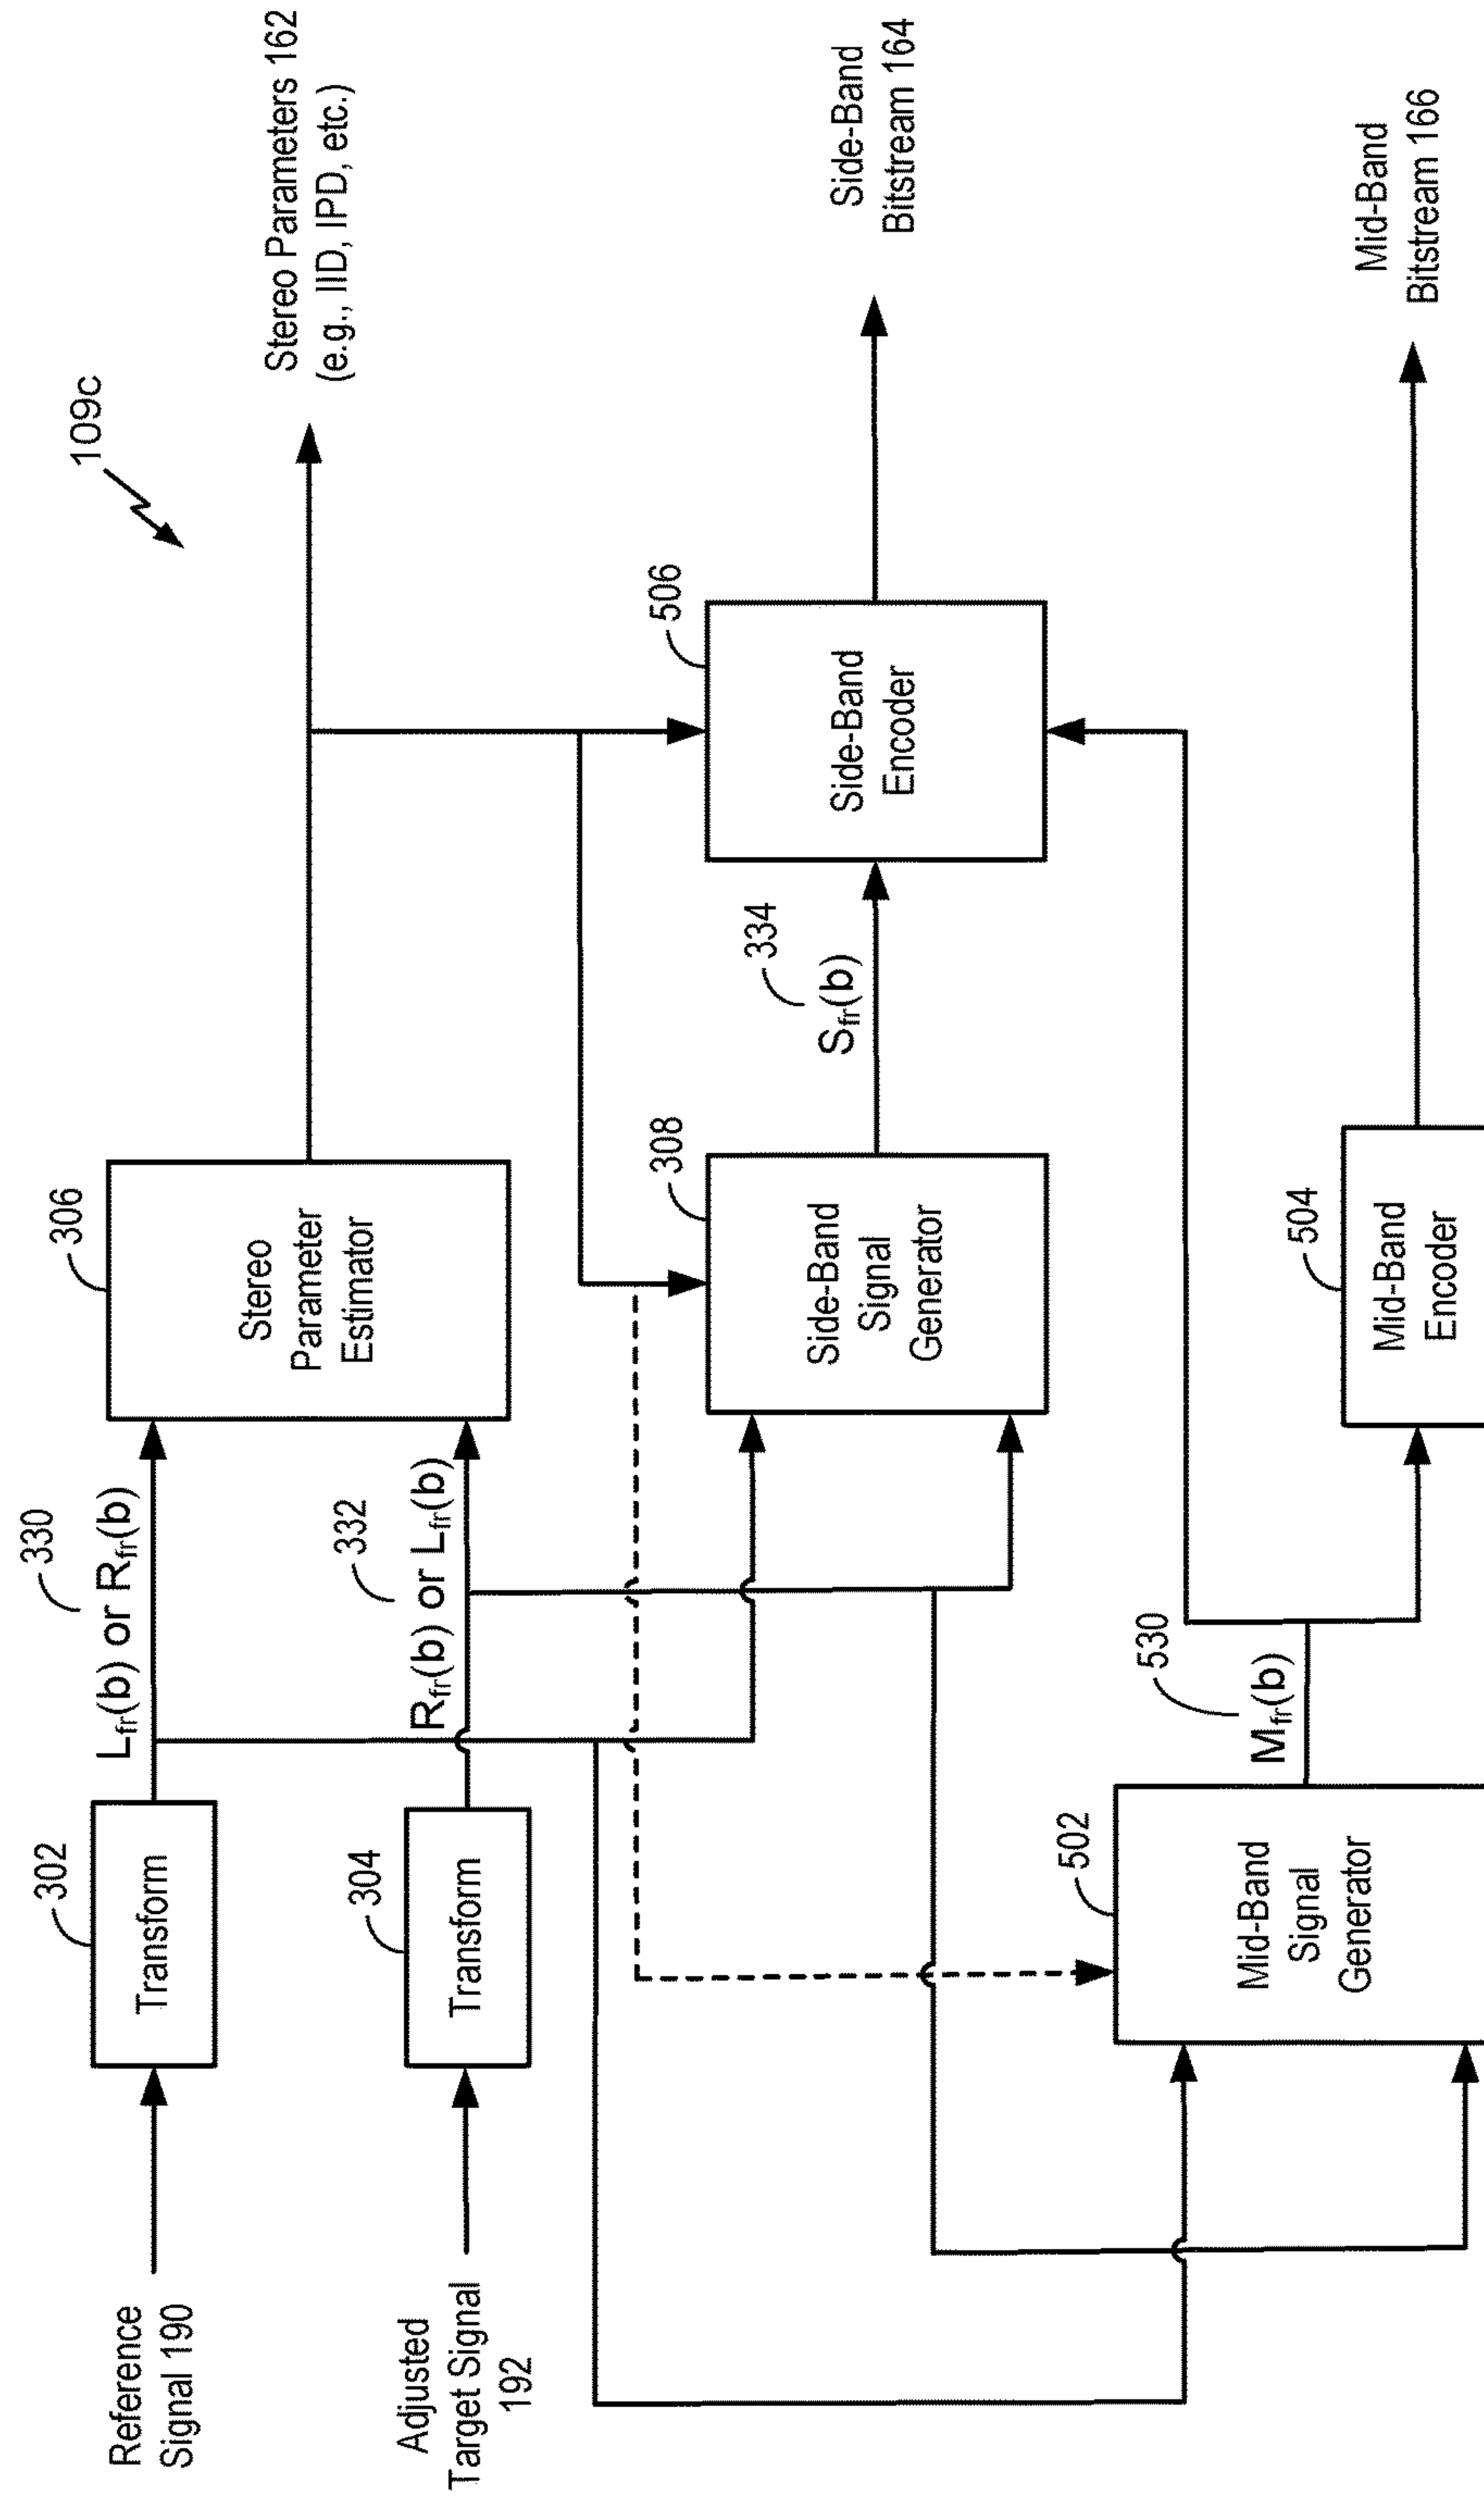 109c
Reference
Signal 190
302
Transform
330
Lfr(b) or Rfr(b)
306
Stereo
Parameter
Estimator
Stereo Parameters 162
(e.g., IID, IPD, etc.)
Adjusted
Target Signal
192
304
Transform
332
Rfr(b) or Lfr(b)
308
Side-Band
Signal
Generator
334
Sfr(b)
506
Side-Band
Encoder
Side-Band
Bitstream 164
502
Mid-Band
Signal
Generator
530
Mfr(b)
504
Mid-Band
Encoder
Mid-Band
Bitstream 166